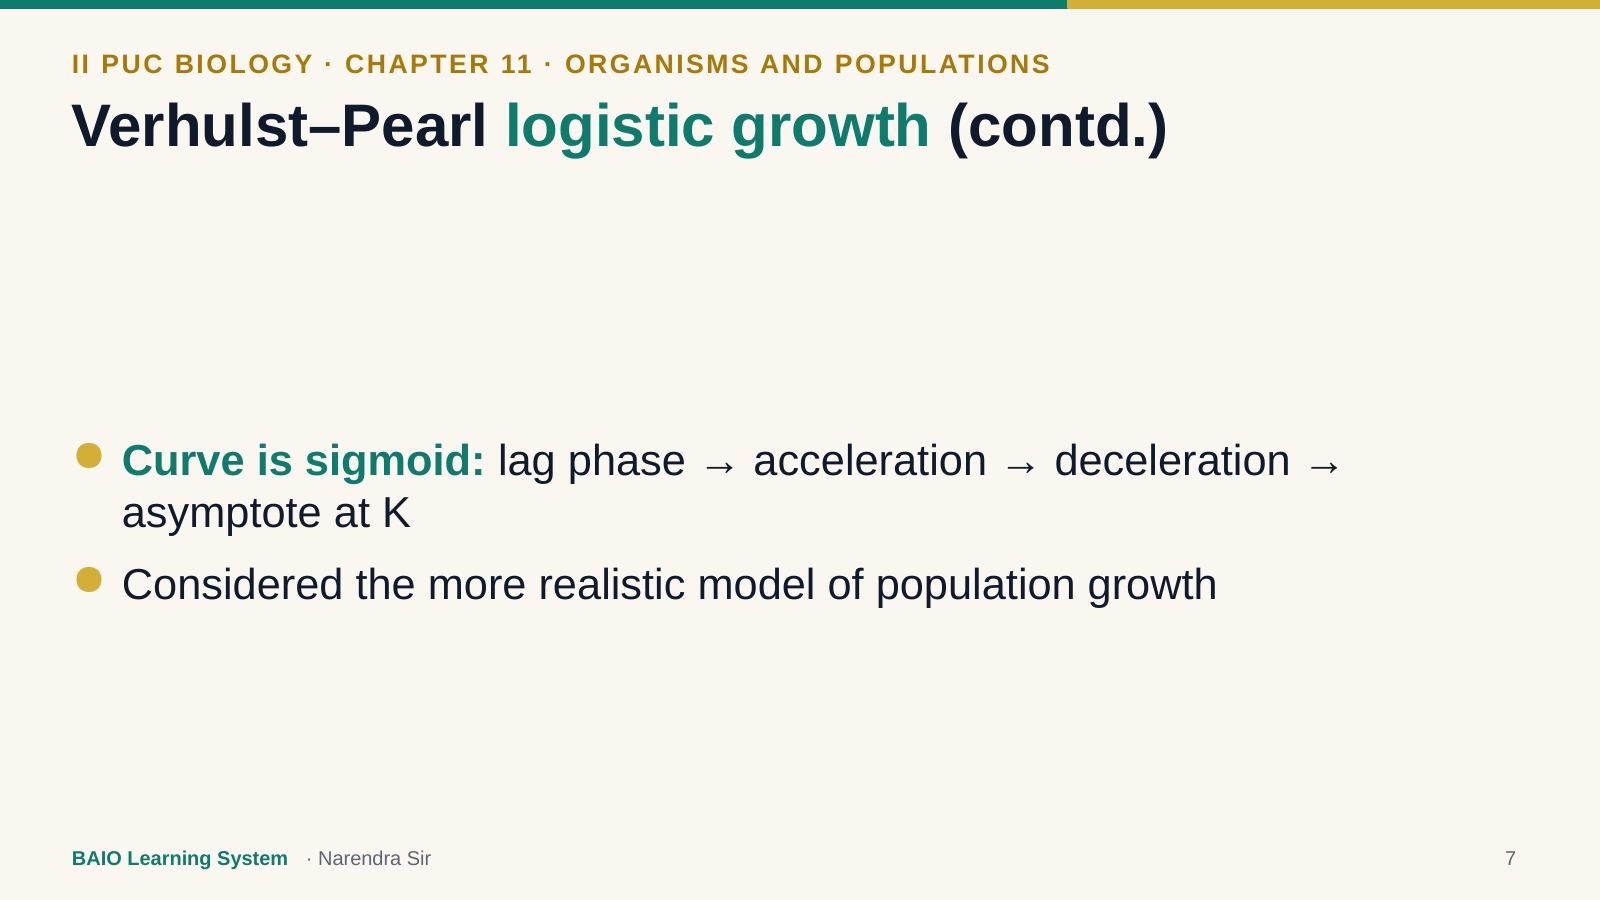 II PUC BIOLOGY · CHAPTER 11 · ORGANISMS AND POPULATIONS
Verhulst–Pearl logistic growth (contd.)
Curve is sigmoid: lag phase → acceleration → deceleration →
asymptote at K
Considered the more realistic model of population growth
BAIO Learning System · Narendra Sir
7